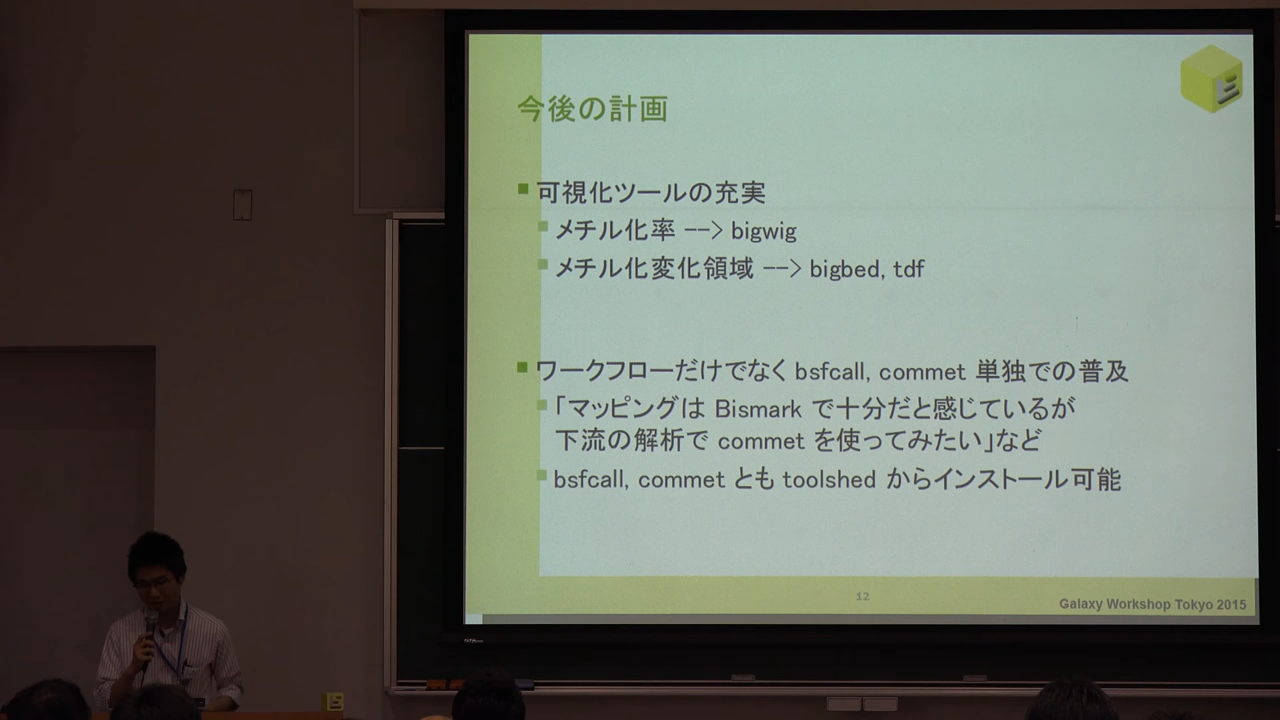 今後の計画
可視化ツールの充実
メチル化率 --> bigwig
メチル化変化領域 --> bigbed, tdf
ワークフローだけでなく bsfcall, commet 単独での普及
「マッピングは Bismark で十分だと感じているが
下流の解析で commet を使ってみたい」など
bsfcall, commet とも toolshed からインストール可能
12
Galaxy Workshop Tokyo 2015